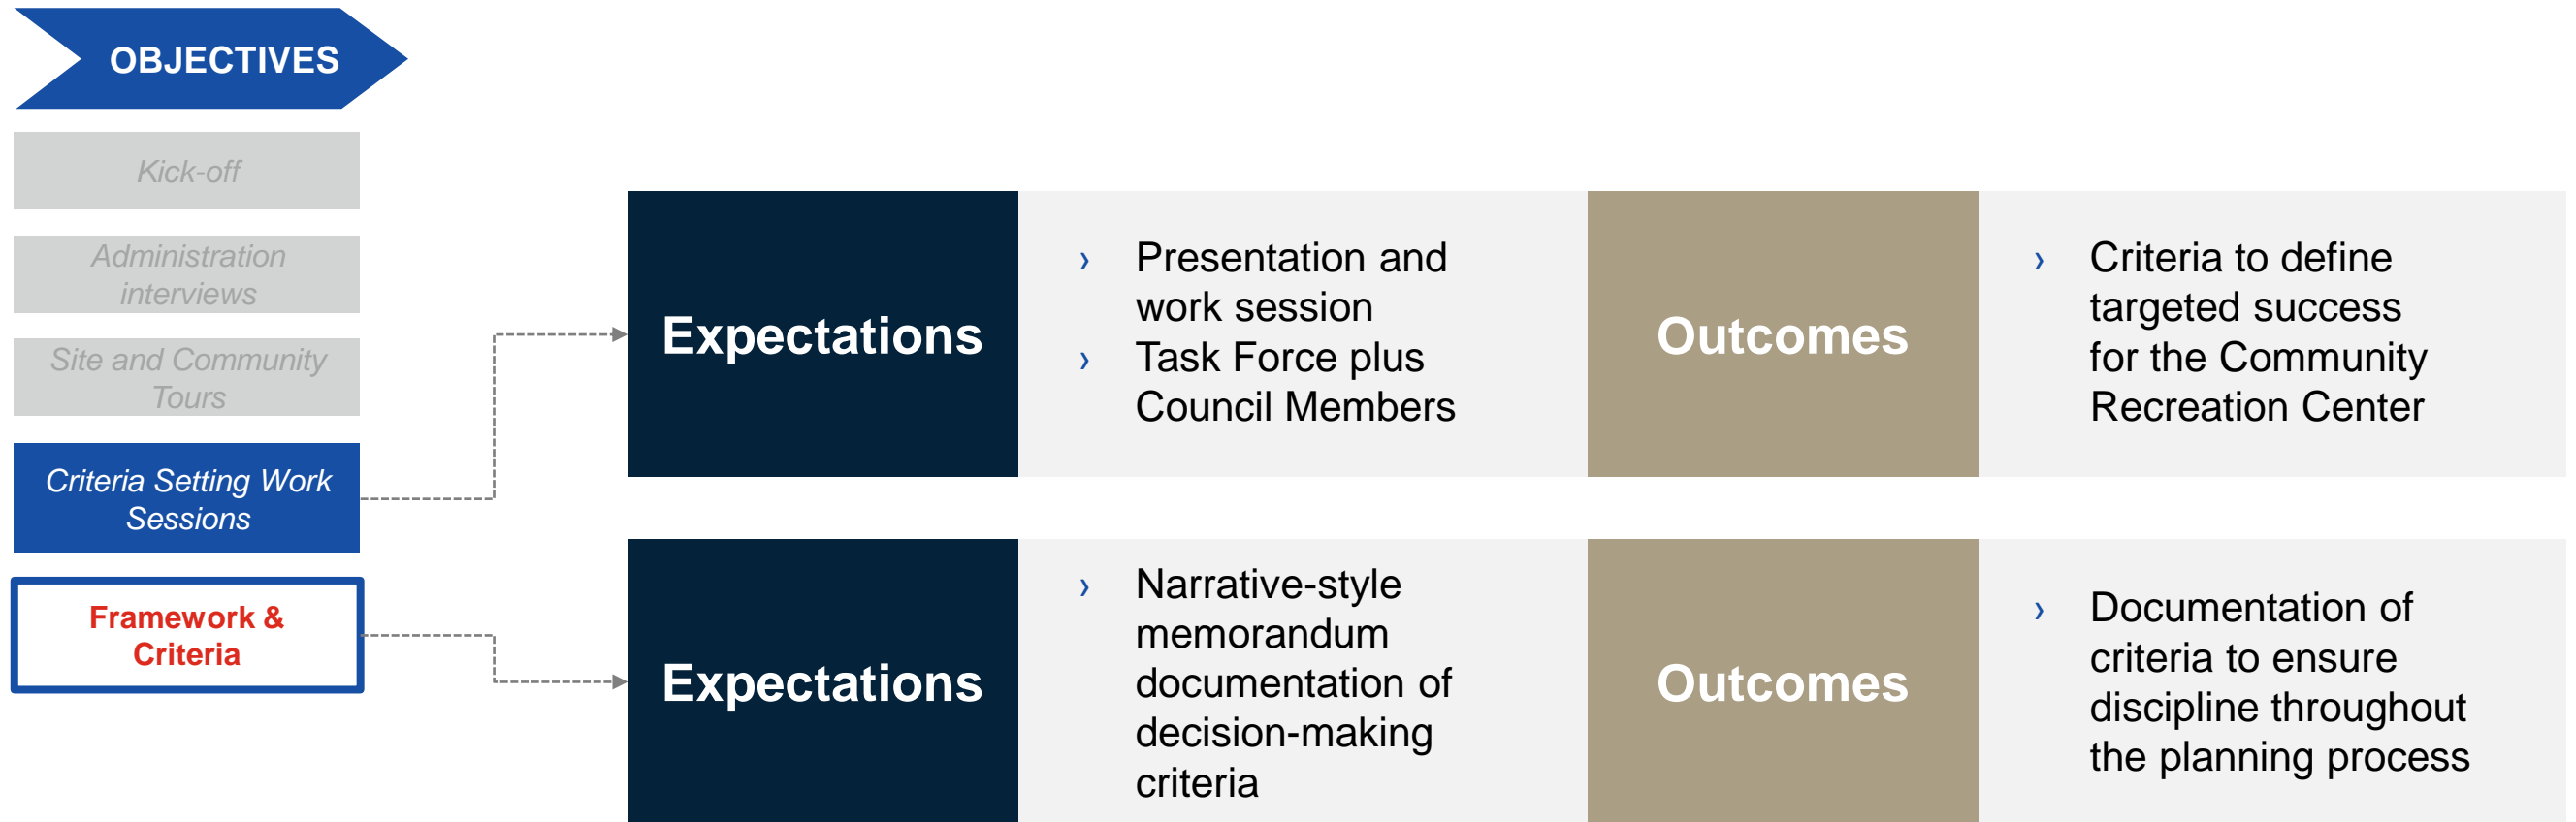 OBJECTIVES
Kick-off
Administration
interviews
Site and Community
Tours
Criteria Setting Work
Sessions
Framework &
Criteria
Expectations
› Presentation and
work session
› Task Force plus
Council Members
Outcomes
› Criteria to define
targeted success
for the Community
Recreation Center
Expectations
› Narrative-style
memorandum
documentation of
decision-making
criteria
Outcomes
› Documentation of
criteria to ensure
discipline throughout
the planning process